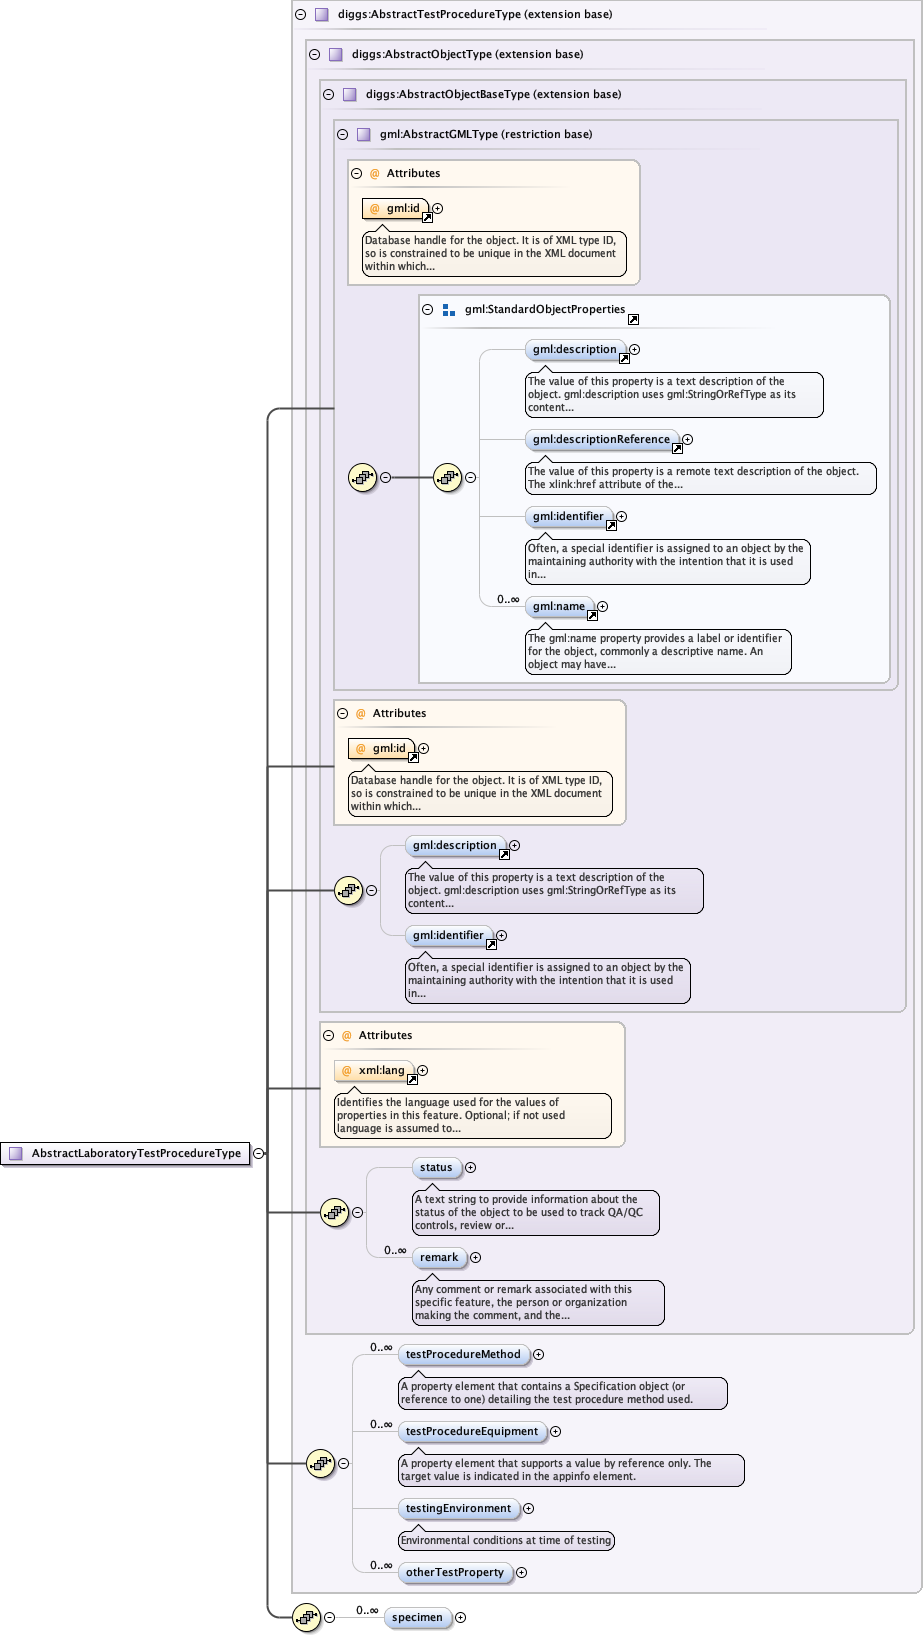 diggs:AbstractTestProcedureType (extension base)
diggs:AbstractObjectType (extension base)
diggs:AbstractObjectBaseType (extension base)
gml:AbstractGMLType (restriction base)
@ Attributes
@ gml:id
Database handle for the object. It is of XML type ID,
so is constrained to be unique in the XML document
within which...
gml:StandardObjectProperties
gml:description
The value of this property is a text description of the
object. gml:description uses gml:StringOrRefType as its
content...
gml:descriptionReference
The value of this property is a remote text description of the object.
The xlink:href attribute of the...
gml:identifier
Often, a special identifier is assigned to an object by the
maintaining authority with the intention that it is used
in...
0..∞
gml:name
The gml:name property provides a label or identifier
for the object, commonly a descriptive name. An
object may have...
@ Attributes
@ gml:id
Database handle for the object. It is of XML type ID,
so is constrained to be unique in the XML document
within which...
gml:description
The value of this property is a text description of the
object. gml:description uses gml:StringOrRefType as its
content...
gml:identifier
Often, a special identifier is assigned to an object by the
maintaining authority with the intention that it is used
in...
@ Attributes
@ xml:lang
Identifies the language used for the values of
properties in this feature. Optional; if not used
language is assumed to...
AbstractLaboratoryTestProcedureType
status
A text string to provide information about the
status of the object to be used to track QA/QC
controls, review or...
0..∞
remark
Any comment or remark associated with this
specific feature, the person or organization
making the comment, and the...
0..∞
testProcedureMethod
A property element that contains a Specification object (or
reference to one) detailing the test procedure method used.
0..∞
testProcedureEquipment
A property element that supports a value by reference only. The
target value is indicated in the appinfo element.
testingEnvironment
Environmental conditions at time of testing
0..∞
otherTestProperty
0..∞
specimen